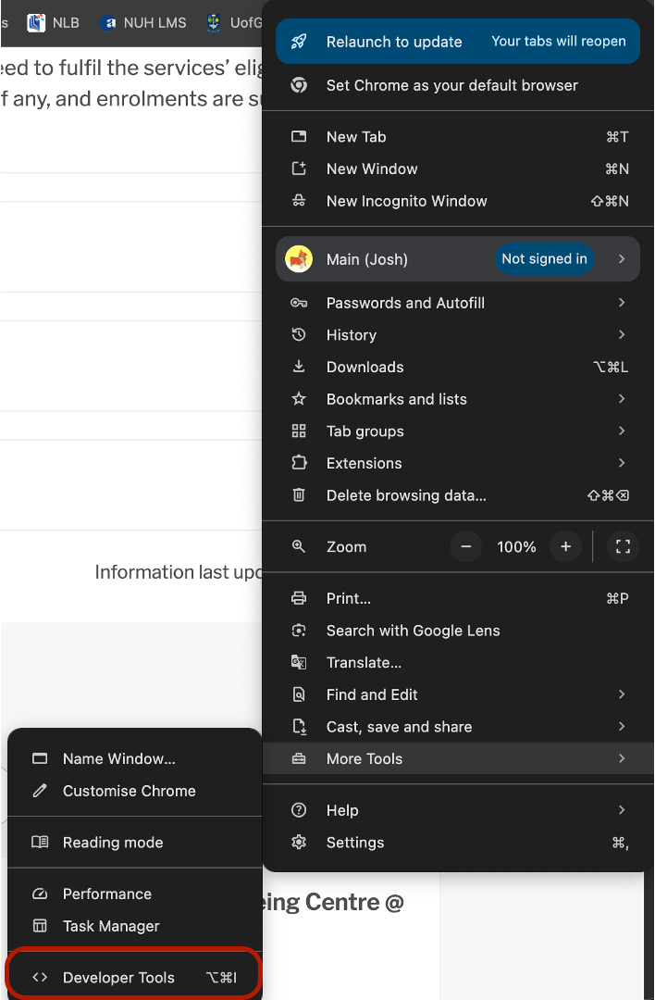 s NLB NUH LMS UofG
eed to fulfil the services’ elig
f any, and enrolments are su
Relaunch to update Your tabs will reopen
Set Chrome as your default browser
New Tab ⌘T
New Window ⌘N
New Incognito Window ⇧⌘N
Main (Josh) Not signed in
Passwords and Autofill
History
Downloads ⌥⌘L
Bookmarks and lists
Tab groups
Extensions
Delete browsing data... ⇧⌘⌫
Zoom − 100% +
Information last upd
Print... ⌘P
Search with Google Lens
Translate...
Find and Edit
Cast, save and share
More Tools
Help
Settings ⌘,
Name Window...
Customise Chrome
Reading mode
Performance
Task Manager
Developer Tools ⌥⌘I
eing Centre @